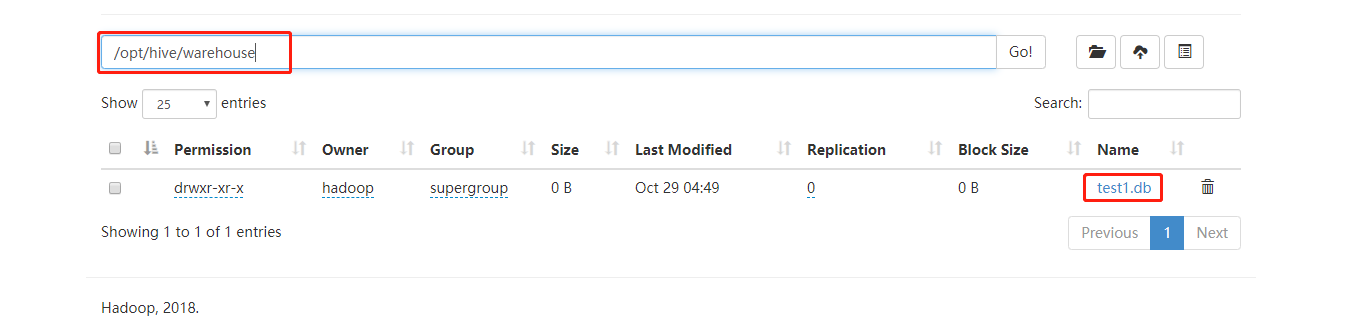 /opt/hive/warehouse Go!
Show 25 entries Search:
Permission Owner Group Size Last Modified Replication Block Size Name
drwxr-xr-x hadoop supergroup 0 B Oct 29 04:49 0 0 B test1.db
Showing 1 to 1 of 1 entries Previous 1 Next
Hadoop, 2018.